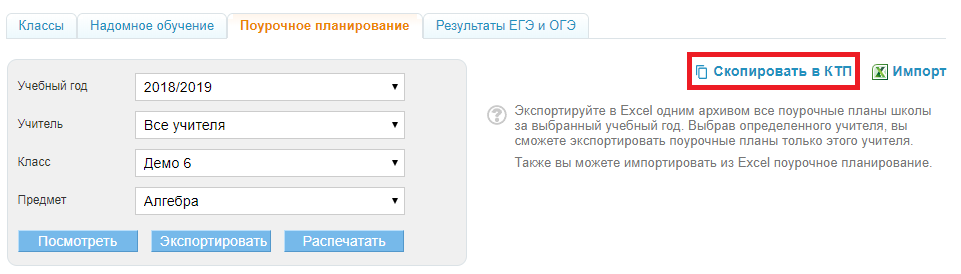 Классы
Надомное обучение
Поурочное планирование
Результаты ЕГЭ и ОГЭ
Учебный год
2018/2019
Учитель
Все учителя
Класс
Демо 6
Предмет
Алгебра
Посмотреть
Экспортировать
Распечатать
Скопировать в КТП
Импорт
Экспортируйте в Excel одним архивом все поурочные планы школы
за выбранный учебный год. Выбрав определенного учителя, вы
сможете экспортировать поурочные планы только этого учителя.
Также вы можете импортировать из Excel поурочное планирование.